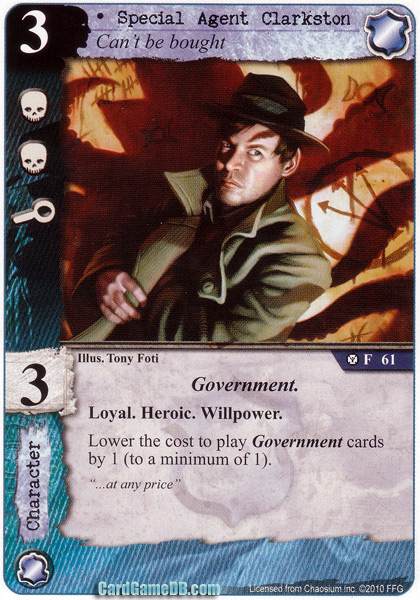 3
• Special Agent Clarkston
Can't be bought
Illus. Tony Foti
F 61
3
Government.
Loyal. Heroic. Willpower.
Lower the cost to play Government cards
by 1 (to a minimum of 1).
"...at any price"
Character
CardGameDB.com
Licensed from Chaosium Inc. ©2010 FFG